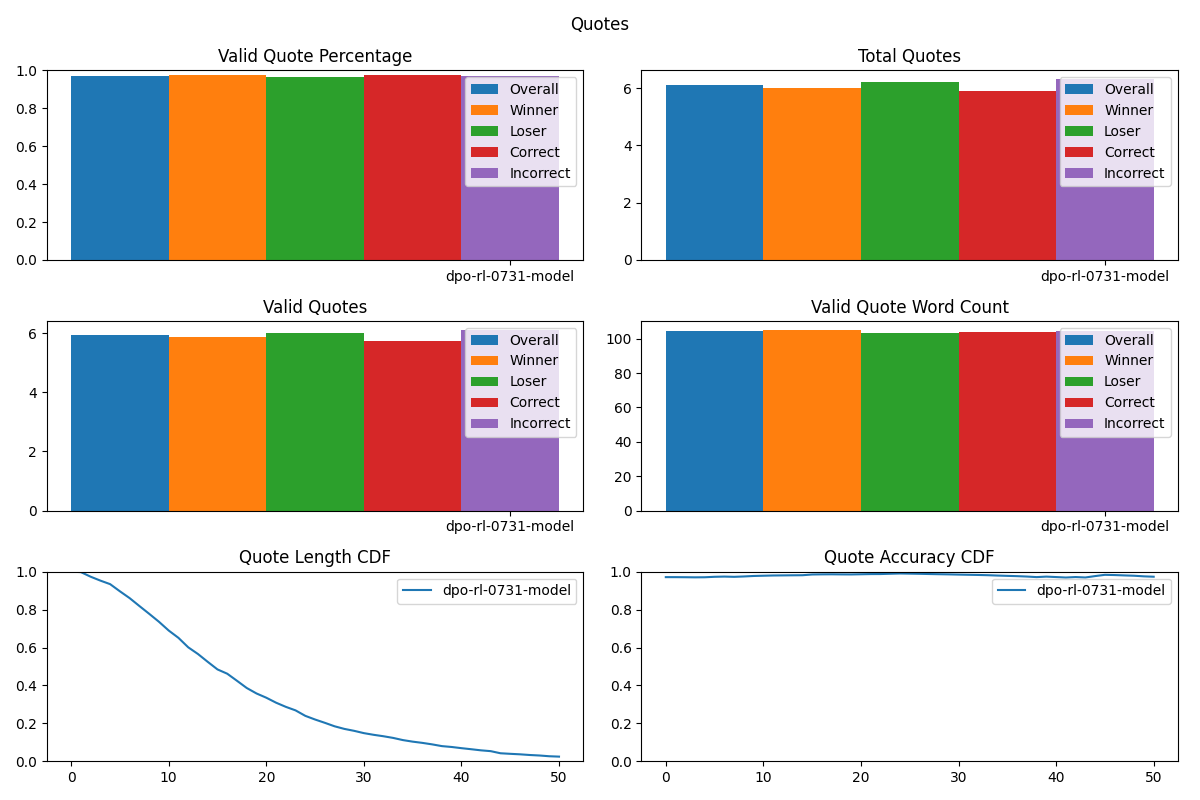 Quotes
Valid Quote Percentage
1.0
0.8
0.6
0.4
0.2
0.0
Overall
Winner
Loser
Correct
Incorrect
dpo-rl-0731-model
Total Quotes
6
4
2
0
Overall
Winner
Loser
Correct
Incorrect
dpo-rl-0731-model
Valid Quotes
6
4
2
0
Overall
Winner
Loser
Correct
Incorrect
dpo-rl-0731-model
Valid Quote Word Count
100
80
60
40
20
0
Overall
Winner
Loser
Correct
Incorrect
dpo-rl-0731-model
Quote Length CDF
1.0
0.8
0.6
0.4
0.2
0.0
dpo-rl-0731-model
0 10 20 30 40 50
Quote Accuracy CDF
1.0
0.8
0.6
0.4
0.2
0.0
dpo-rl-0731-model
0 10 20 30 40 50